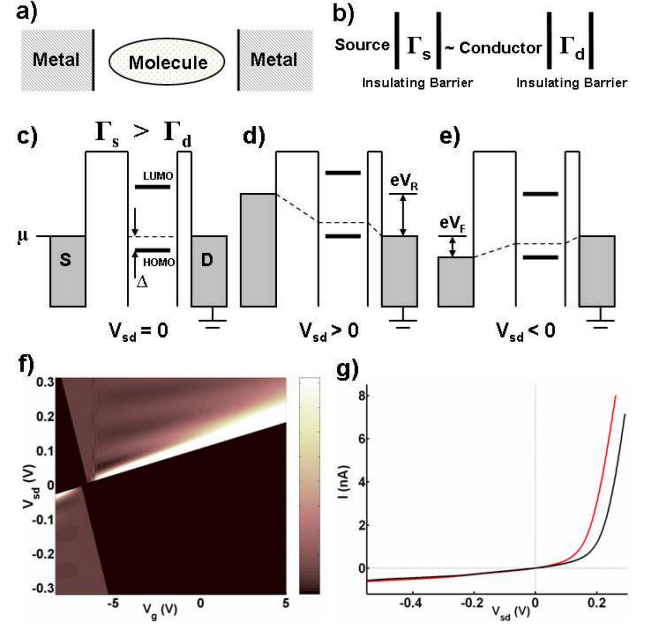 a)
Metal
Molecule
Metal
b)
Source Γs ~ Conductor Γd
Insulating Barrier Insulating Barrier
c) Γs > Γd
LUMO
μ
S
HOMO
D
Δ
Vsd = 0
d)
eVR
Vsd > 0
e)
eVF
Vsd < 0
f)
0.3
0.2
0.1
0
-0.1
-0.2
-0.3
Vsd (V)
-5 0 5
Vg (V)
g)
8
6
4
2
0
I (nA)
-0.4 -0.2 0 0.2
Vsd (V)